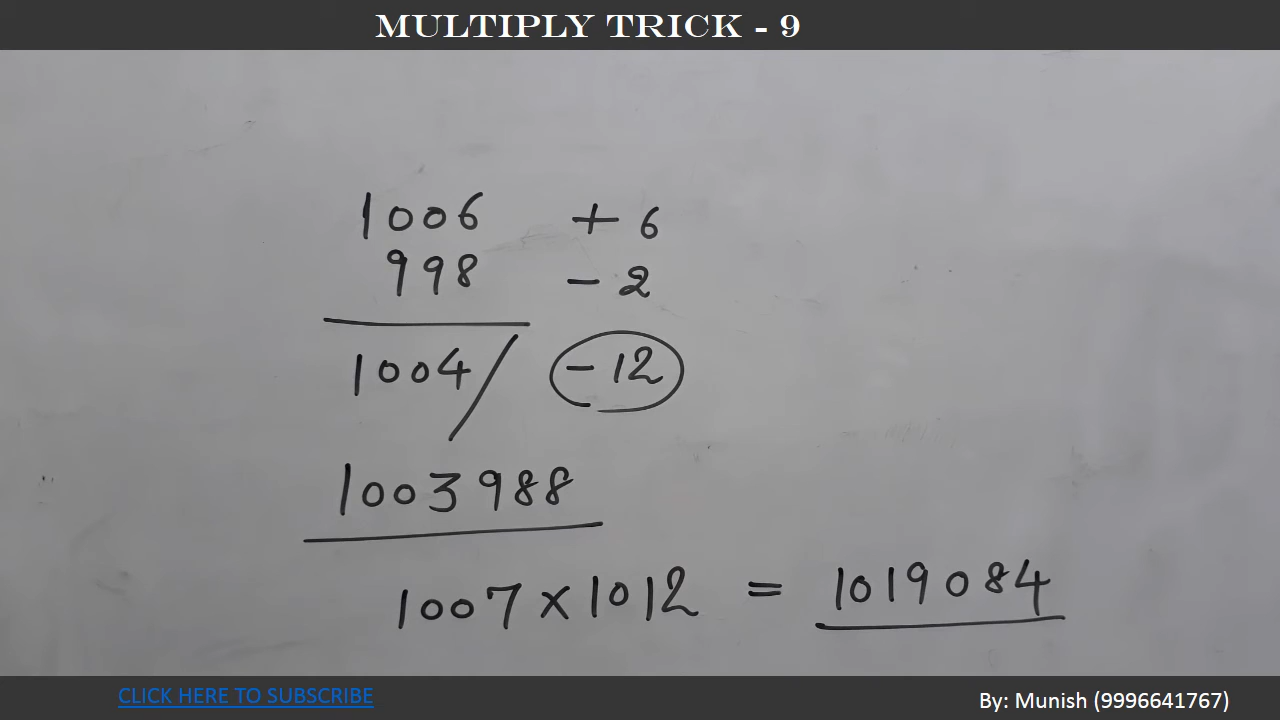 MULTIPLY TRICK - 9
1006 + 6
998 - 2
1004/ -12
1003988
1007 × 1012 = 1019084
CLICK HERE TO SUBSCRIBE
By: Munish (9996641767)